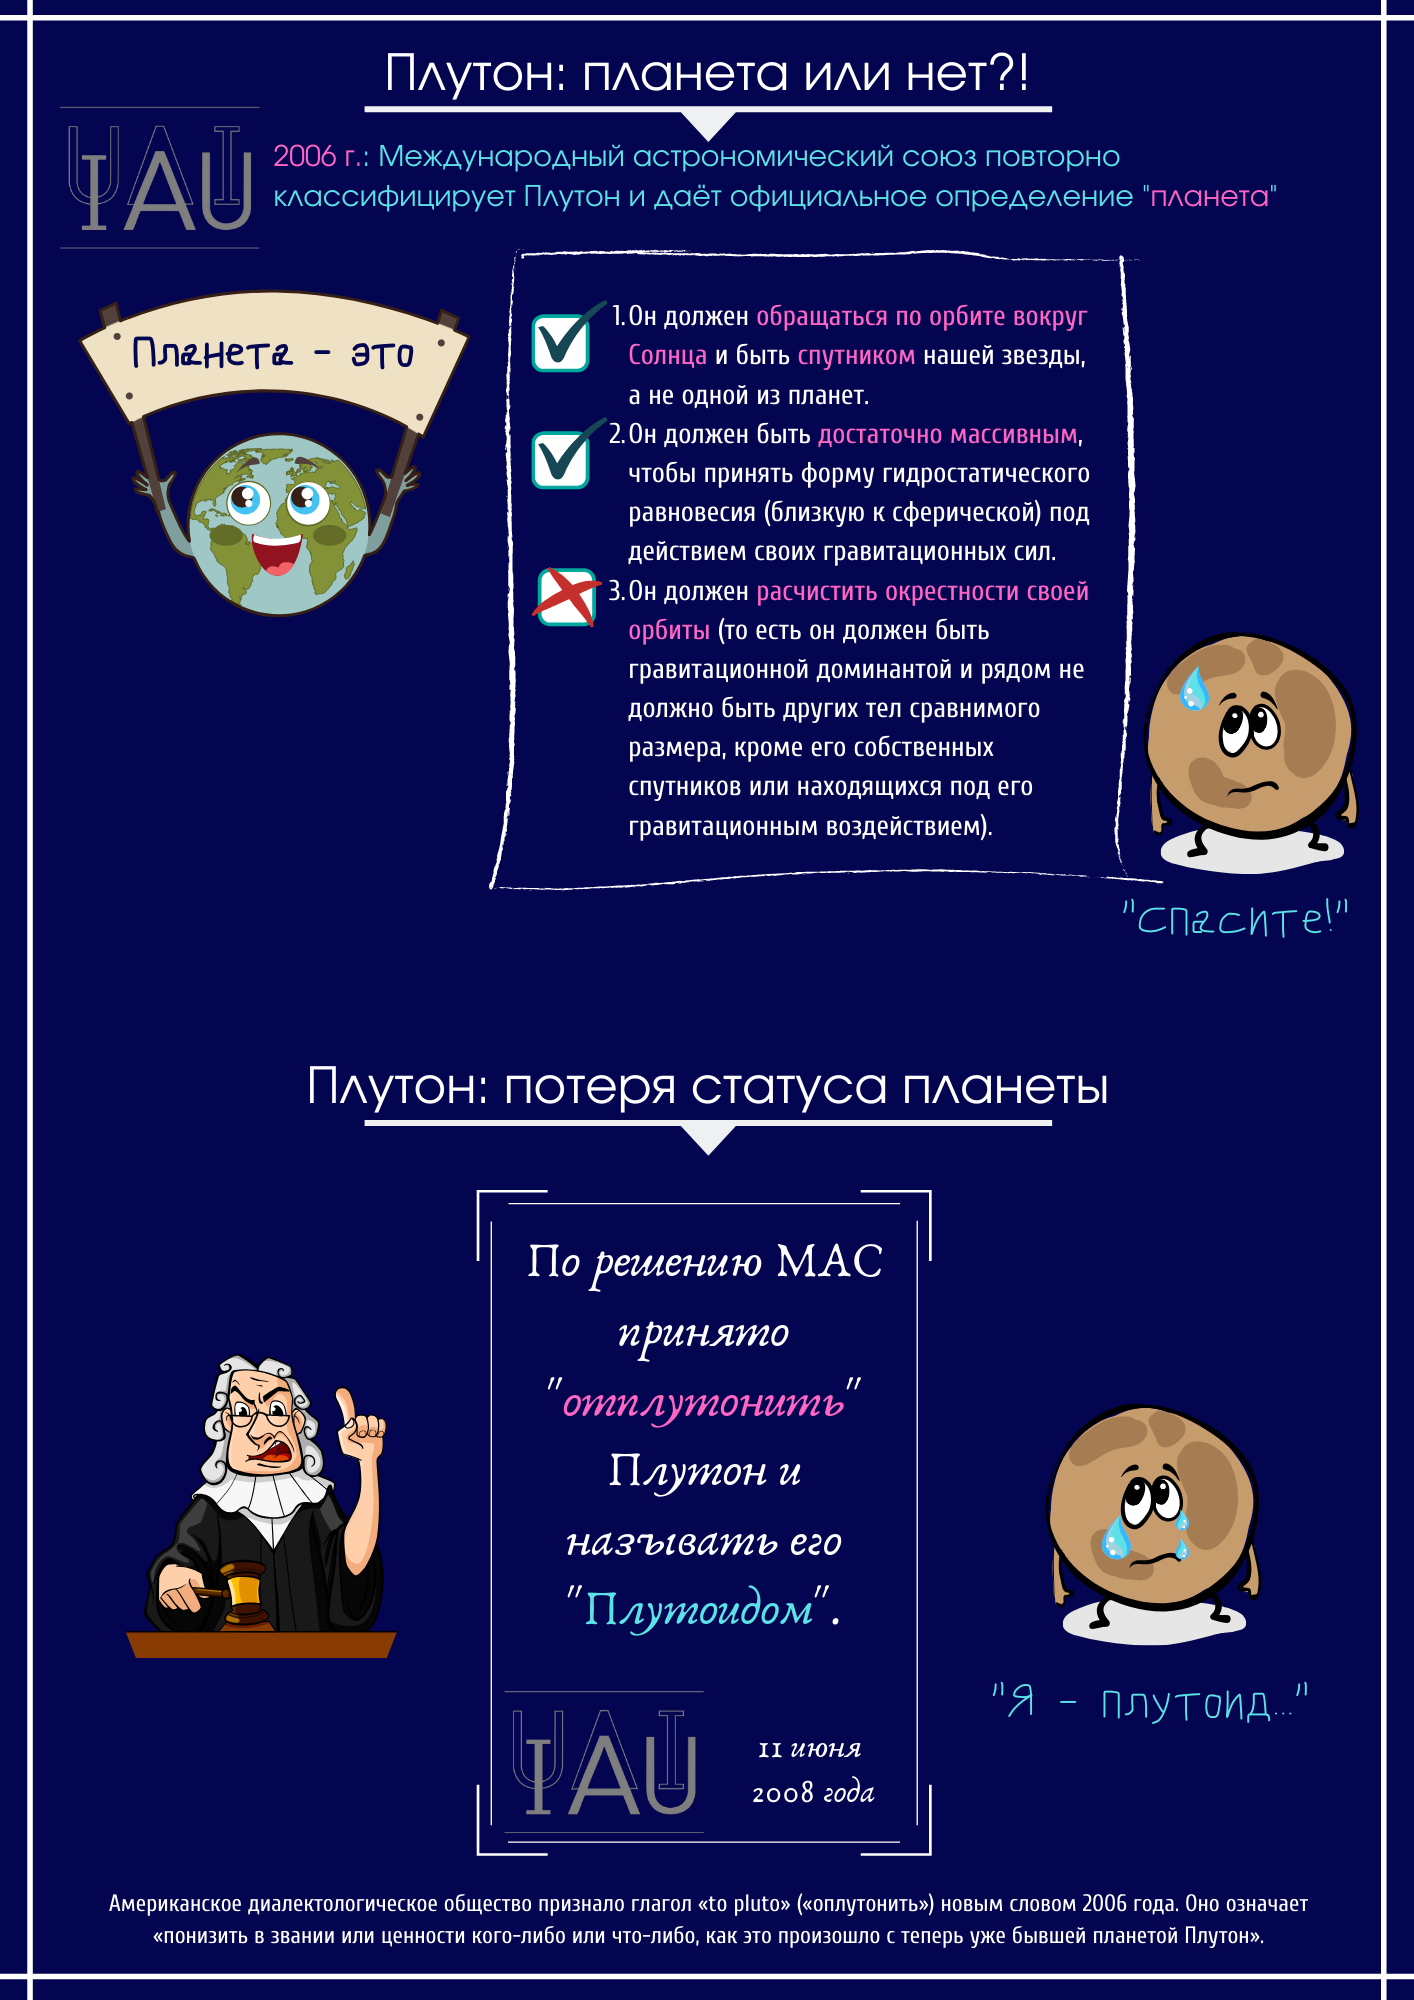 Плутон: планета или нет?!
IAU
2006 г.: Международный астрономический союз повторно
классифицирует Плутон и даёт официальное определение "планета"
Планета - это
1. Он должен обращаться по орбите вокруг
Солнца и быть спутником нашей звезды,
а не одной из планет.
2. Он должен быть достаточно массивным,
чтобы принять форму гидростатического
равновесия (близкую к сферической) под
действием своих гравитационных сил.
3. Он должен расчистить окрестности своей
орбиты (то есть он должен быть
гравитационной доминантой и рядом не
должно быть других тел сравнимого
размера, кроме его собственных
спутников или находящихся под его
гравитационным воздействием).
"Спасите!"
Плутон: потеря статуса планеты
По решению МАС
принято
"отплутонить"
Плутон и
называть его
"Плутоидом".
IAU
11 июня
2008 года
"Я - плутоид..."
Американское диалектологическое общество признало глагол «to pluto» («оплутонить») новым словом 2006 года. Оно означает
«понизить в звании или ценности кого-либо или что-либо, как это произошло с теперь уже бывшей планетой Плутон».